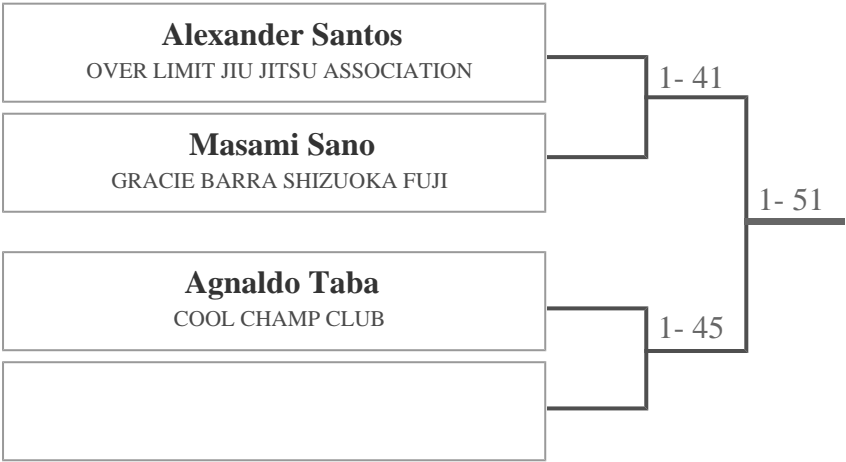 Alexander Santos
OVER LIMIT JIU JITSU ASSOCIATION
1- 41
Masami Sano
GRACIE BARRA SHIZUOKA FUJI
1- 51
Agnaldo Taba
COOL CHAMP CLUB
1- 45